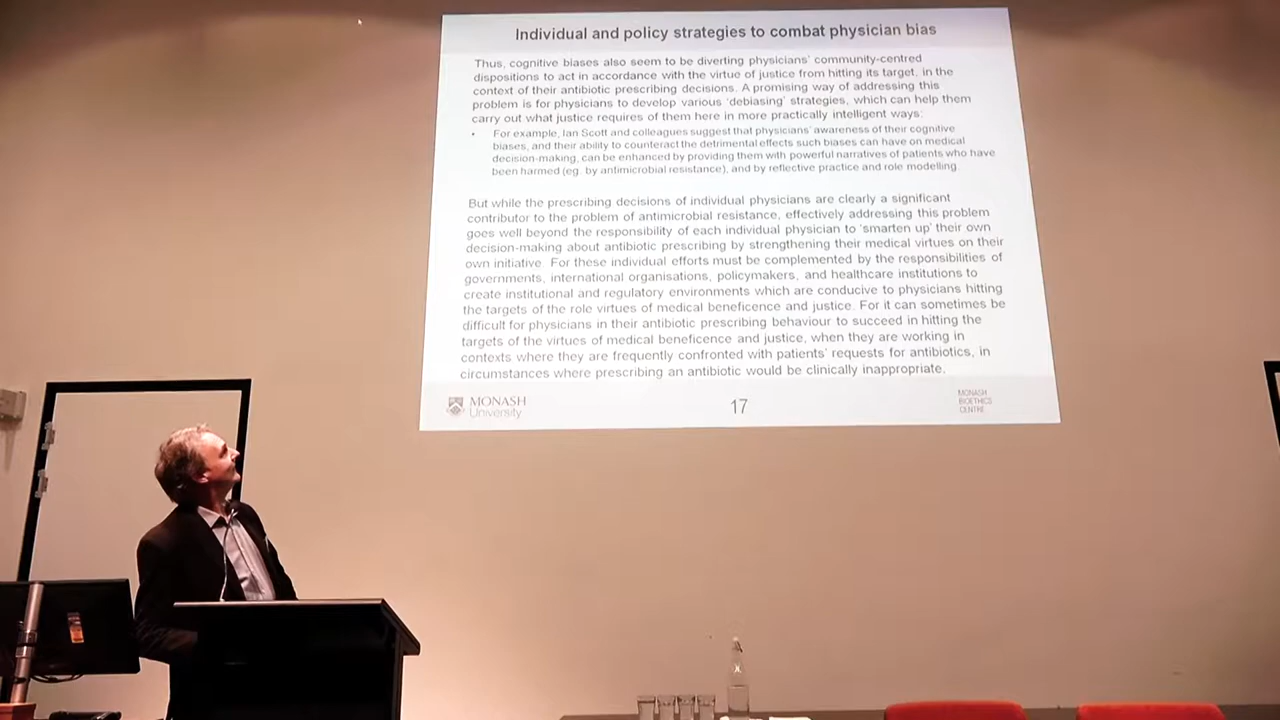 Individual and policy strategies to combat physician bias
Thus, cognitive biases also seem to be diverting physicians' community-centred
dispositions to act in accordance with the virtue of justice from hitting its target, in the
context of their antibiotic prescribing decisions. A promising way of addressing this
problem is for physicians to develop various 'debiasing' strategies, which can help them
carry out what justice requires of them here in more practically intelligent ways:
• For example, Ian Scott and colleagues suggest that physicians' awareness of their cognitive
biases, and their ability to counteract the detrimental effects such biases can have on medical
decision-making, can be enhanced by providing them with powerful narratives of patients who have
been harmed (eg. by antimicrobial resistance), and by reflective practice and role modelling.
But while the prescribing decisions of individual physicians are clearly a significant
contributor to the problem of antimicrobial resistance, effectively addressing this problem
goes well beyond the responsibility of each individual physician to 'smarten up' their own
decision-making about antibiotic prescribing by strengthening their medical virtues on their
own initiative. For these individual efforts must be complemented by the responsibilities of
governments, international organisations, policymakers, and healthcare institutions to
create institutional and regulatory environments which are conducive to physicians hitting
the targets of the role virtues of medical beneficence and justice. For it can sometimes be
difficult for physicians in their antibiotic prescribing behaviour to succeed in hitting the
targets of the virtues of medical beneficence and justice, when they are working in
contexts where they are frequently confronted with patients' requests for antibiotics, in
circumstances where prescribing an antibiotic would be clinically inappropriate.
MONASH
University
17
MONASH
BIOETHICS
CENTRE